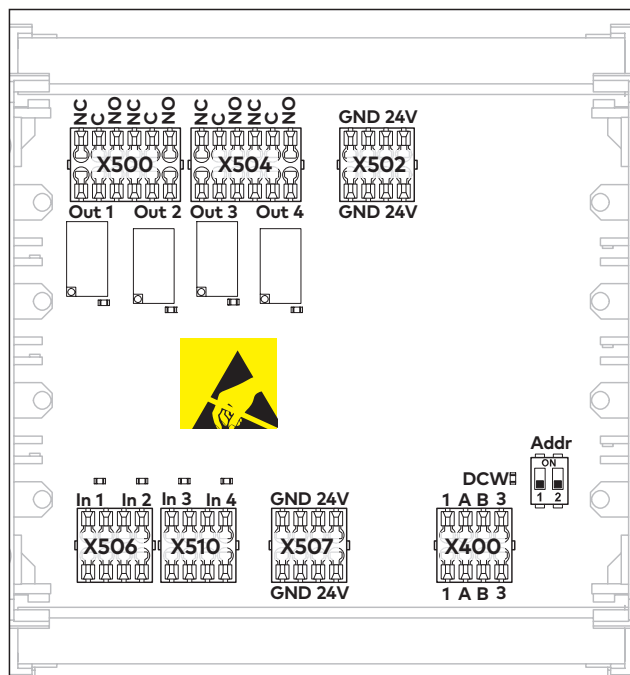 NC C NO NC C NO NC C NO NC C NO
GND 24V
X500 X504 X502
GND 24V
Out 1 Out 2 Out 3 Out 4
Addr
ON
DCW
1 2
In 1 In 2 In 3 In 4 GND 24V 1 A B 3
X506 X510 X507 X400
GND 24V 1 A B 3